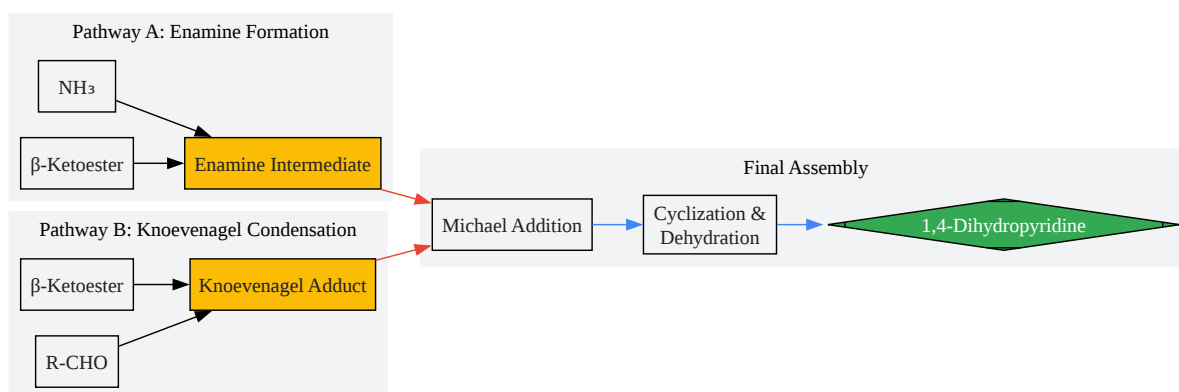 Pathway A: Enamine Formation
NH₃
β-Ketoester
Enamine Intermediate
Pathway B: Knoevenagel Condensation
β-Ketoester
Knoevenagel Adduct
R-CHO
Final Assembly
Michael Addition
Cyclization &
Dehydration
1,4-Dihydropyridine